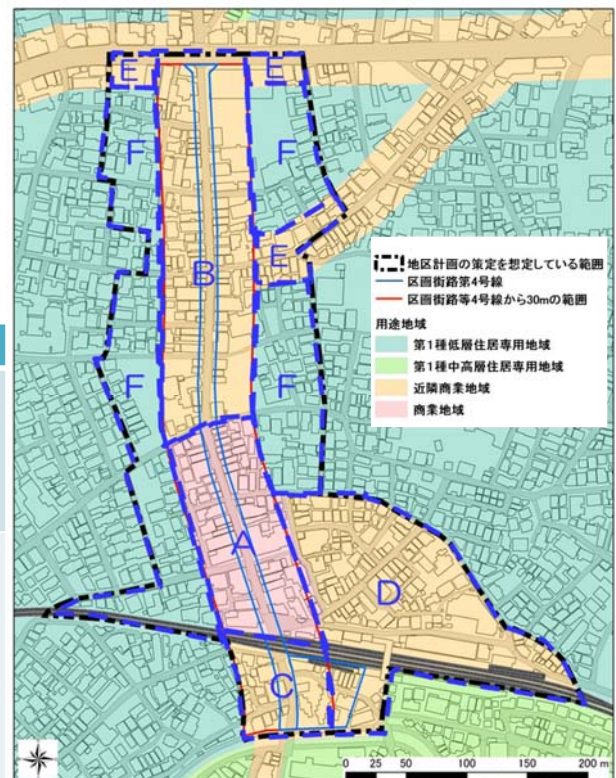 E
E
F
F
B
E
地区計画の策定を想定している範囲
区画街路第4号線
区画街路等4号線から30mの範囲
用途地域
第1種低層住居専用地域
第1種中高層住居専用地域
近隣商業地域
商業地域
F
F
A
D
C
0 25 50 100 150 200 m